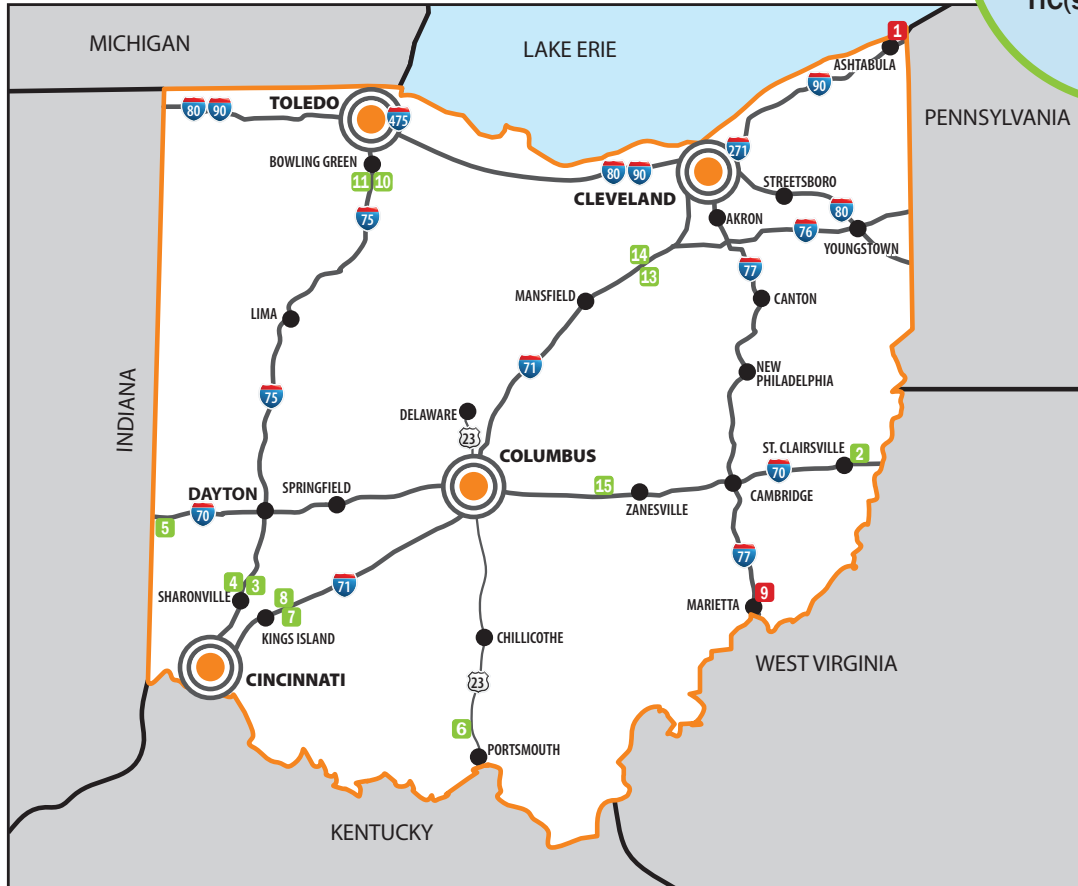 TIC(s
1
MICHIGAN
LAKE ERIE
ASHTABULA
90
80 90
TOLEDO
475
PENNSYLVANIA
271
BOWLING GREEN
80 90
STREETSBORO
11 10
CLEVELAND
80
75
AKRON
76
YOUNGSTOWN
14
77
13
MANSFIELD
CANTON
LIMA
71
NEW
PHILADELPHIA
INDIANA
75
DELAWARE
23
ST. CLAIRSVILLE
2
COLUMBUS
70
DAYTON
SPRINGFIELD
15
CAMBRIDGE
ZANESVILLE
70
5
77
4 3
71
SHARONVILLE
8
7
9
MARIETTA
KINGS ISLAND
CHILLICOTHE
WEST VIRGINIA
CINCINNATI
23
6
PORTSMOUTH
KENTUCKY